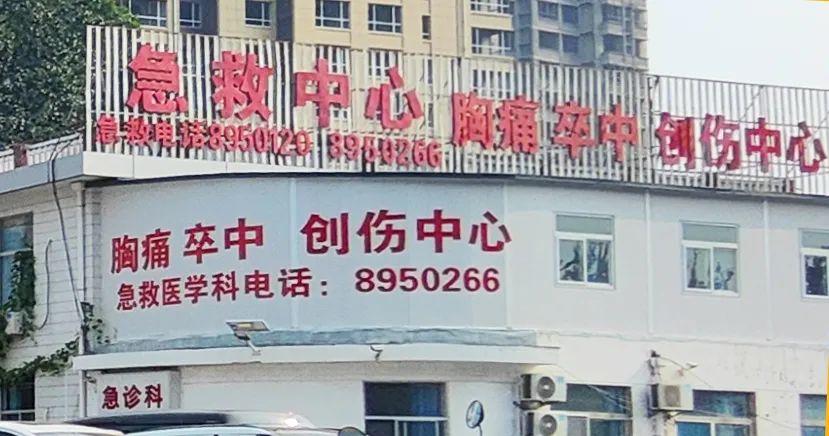 急救中心 胸痛 卒中 创伤中心
急救电话8950120 8950266
胸痛 卒中 创伤中心
急救医学科电话：8950266
急诊科